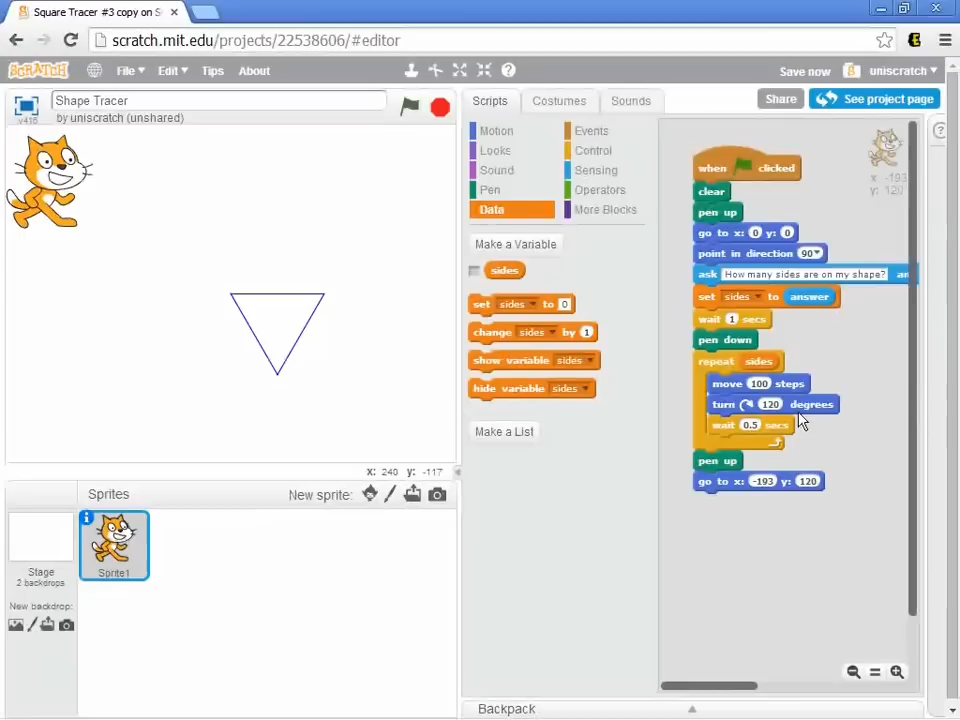 Square Tracer #3 copy on S
scratch.mit.edu/projects/22538606/#editor
SCRATCH
File Edit Tips About
Save now uniscratch
Shape Tracer
by uniscratch (unshared)
v416
Scripts Costumes Sounds
Share See project page
Motion Events
Looks Control
Sound Sensing
Pen Operators
Data More Blocks
Make a Variable
sides
set sides to 0
change sides by 1
show variable sides
hide variable sides
Make a List
x: -193
y: 120
when clicked
clear
pen up
go to x: 0 y: 0
point in direction 90
ask How many sides are on my shape? an
set sides to answer
wait 1 secs
pen down
repeat sides
move 100 steps
turn 120 degrees
wait 0.5 secs
pen up
go to x: -193 y: 120
x: 240 y: -117
Sprites New sprite:
Stage
2 backdrops
New backdrop:
Sprite1
Backpack